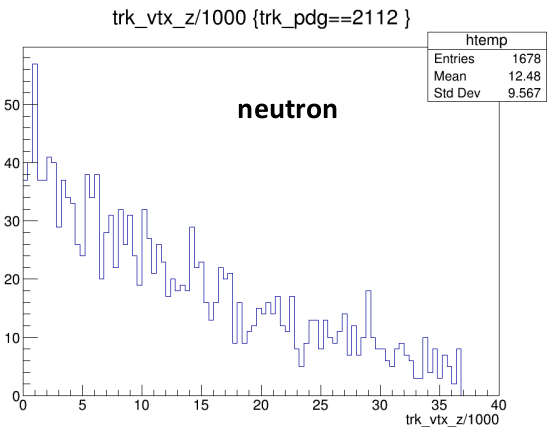 trk_vtx_z/1000 {trk_pdg==2112 }
htemp
Entries 1678
Mean 12.48
Std Dev 9.567
neutron
50
40
30
20
10
0
0 5 10 15 20 25 30 35 40
trk_vtx_z/1000